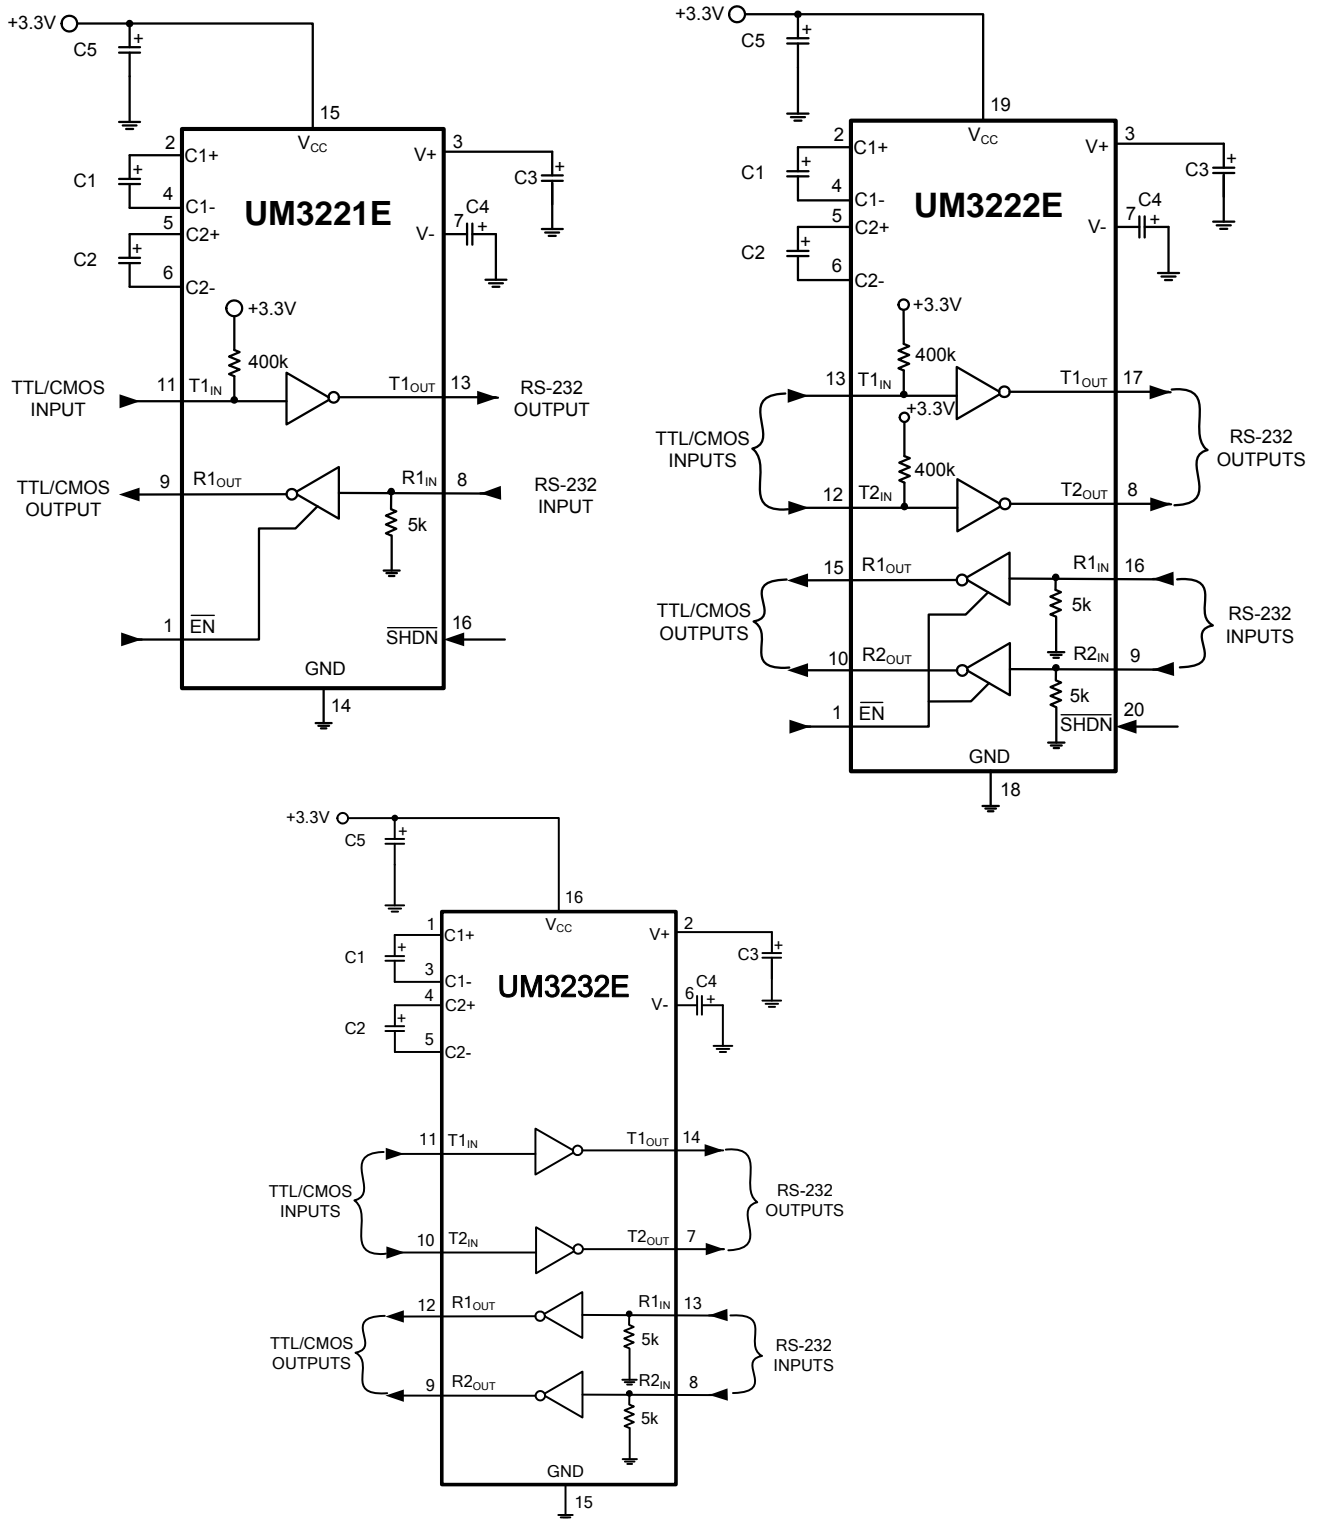 +3.3V
C5
+
15
VCC
2
C1+
3
V+
C1
+
C3
+
4
C1-
UM3221E
5
C2+
7
C4
+
V-
C2
+
6
C2-
+3.3V
400k
TTL/CMOS
INPUT
11
T1IN
T1OUT
13
RS-232
OUTPUT
TTL/CMOS
OUTPUT
9
R1OUT
R1IN
8
RS-232
INPUT
5k
1
EN
SHDN
16
GND
14
+3.3V
C5
+
19
VCC
2
C1+
3
V+
C1
+
C3
+
4
C1-
UM3222E
5
C2+
7
C4
+
V-
C2
+
6
C2-
+3.3V
400k
13
T1IN
T1OUT
17
+3.3V
TTL/CMOS
INPUTS
400k
RS-232
OUTPUTS
12
T2IN
T2OUT
8
15
R1OUT
R1IN
16
5k
TTL/CMOS
OUTPUTS
RS-232
INPUTS
10
R2OUT
R2IN
9
5k
1
EN
SHDN
20
GND
18
+3.3V
C5
+
16
VCC
1
C1+
2
V+
C1
+
C3
+
3
C1-
UM3232E
4
C2+
6
C4
+
V-
C2
+
5
C2-
11
T1IN
T1OUT
14
TTL/CMOS
INPUTS
RS-232
OUTPUTS
10
T2IN
T2OUT
7
12
R1OUT
R1IN
13
5k
TTL/CMOS
OUTPUTS
RS-232
INPUTS
9
R2OUT
R2IN
8
5k
GND
15